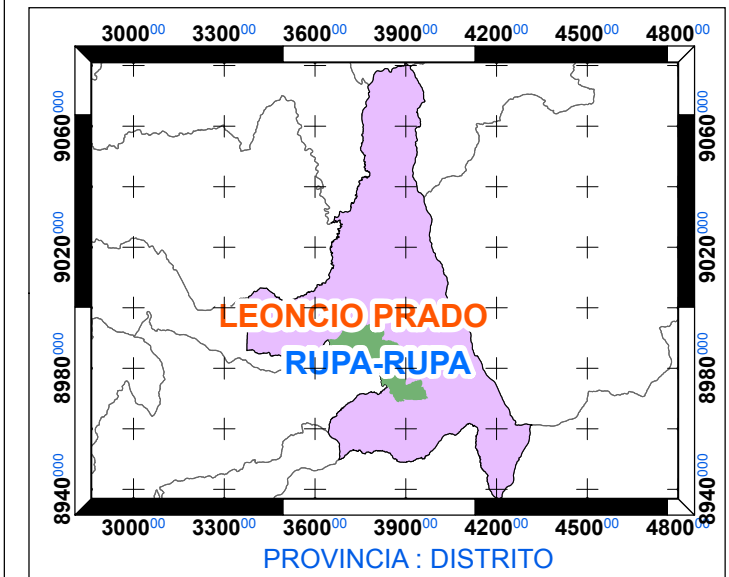 300000 330000 360000 390000 420000 450000 480000
9060000 9060000
9020000 9020000
LEONCIO PRADO
RUPA-RUPA
8980000 8980000
8940000 8940000
300000 330000 360000 390000 420000 450000 480000
PROVINCIA : DISTRITO